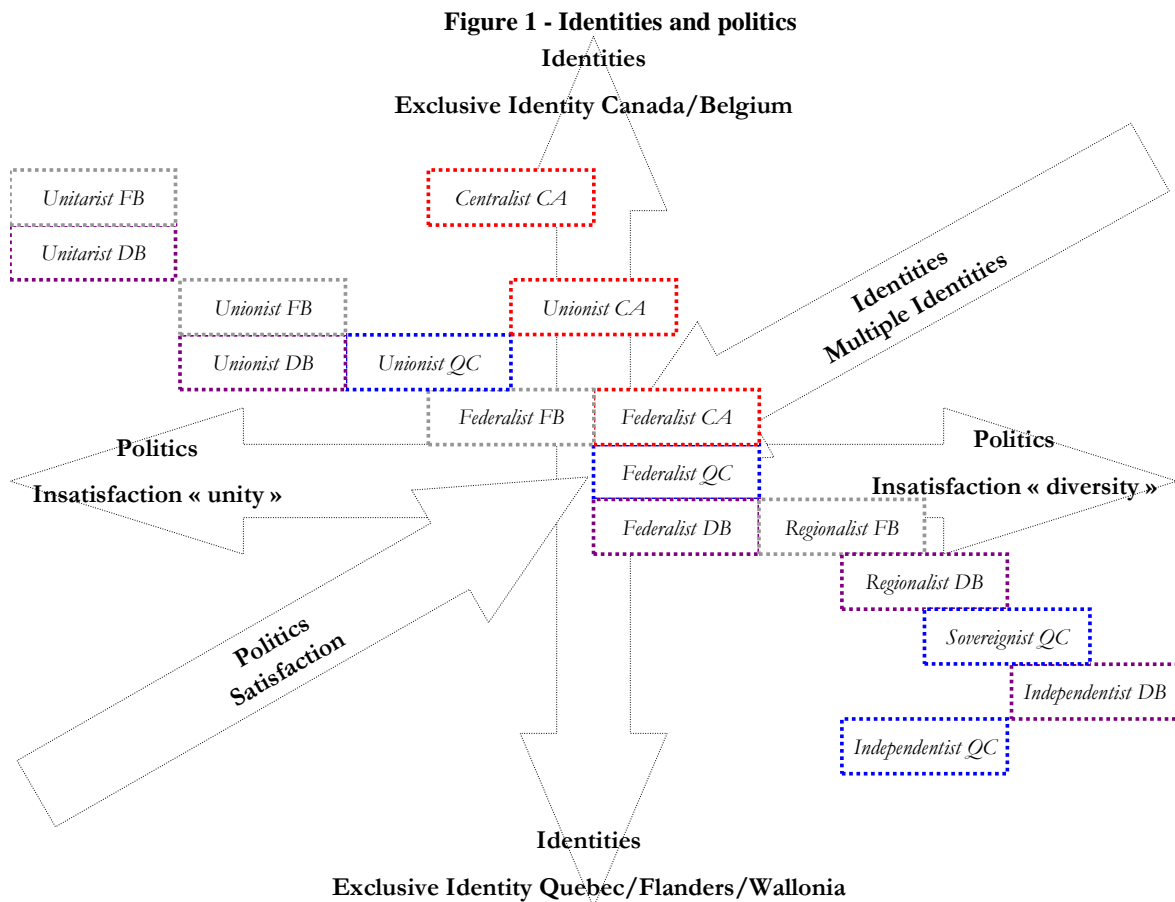 Figure 1 - Identities and politics
Identities
Exclusive Identity Canada/Belgium
Unitarist FB
Centralist CA
Unitarist DB
Identities
Multiple Identities
Unionist FB
Unionist CA
Unionist DB
Unionist QC
Federalist FB
Federalist CA
Politics
Insatisfaction « unity »
Federalist QC
Politics
Insatisfaction « diversity »
Federalist DB
Regionalist FB
Regionalist DB
Politics
Satisfaction
Sovereignist QC
Independentist DB
Independentist QC
Identities
Exclusive Identity Quebec/Flanders/Wallonia